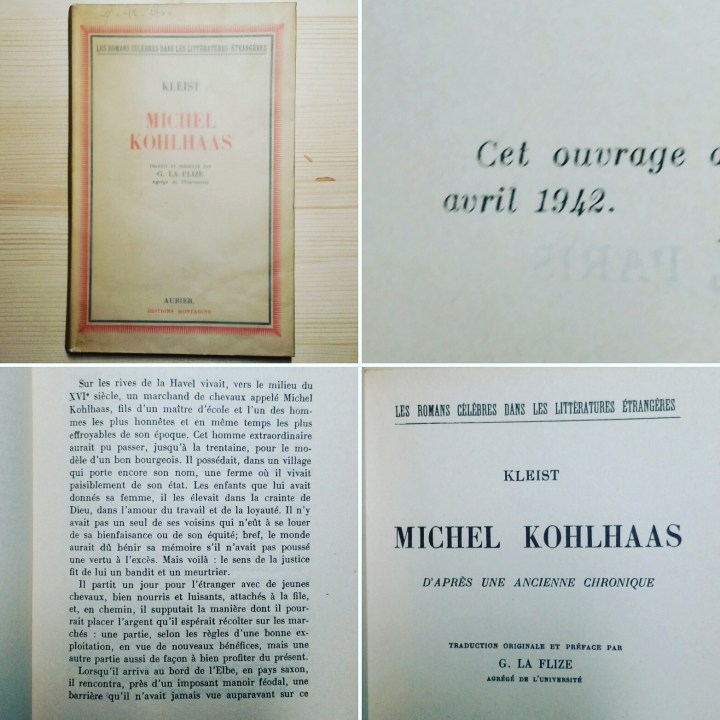 LES ROMANS CÉLÈBRES DANS LES LITTÉRATURES ÉTRANGÈRES
KLEIST
MICHEL
KOHLHAAS
G. LA FLIZE
Agrégé de l'Université
AUBIER
ÉDITIONS MONTAIGNE
Cet ouvrage a
avril 1942.
PARIS
Sur les rives de la Havel vivait, vers le milieu du
XVIe siècle, un marchand de chevaux appelé Michel
Kohlhaas, fils d'un maître d'école et l'un des hom-
mes les plus honnêtes et en même temps les plus
effroyables de son époque. Cet homme extraordinaire
aurait pu passer, jusqu'à la trentaine, pour le mo-
dèle d'un bon bourgeois. Il possédait, dans un village
qui porte encore son nom, une ferme où il vivait
paisiblement de son état. Les enfants que lui avait
donnés sa femme, il les élevait dans la crainte de
Dieu, dans l'amour du travail et de la loyauté. Il n'y
avait pas un seul de ses voisins qui n'eût à se louer
de sa bienfaisance ou de son équité; bref, le monde
aurait dû bénir sa mémoire s'il n'avait pas poussé
une vertu à l'excès. Mais voilà : le sens de la justice
fit de lui un bandit et un meurtrier.
Il partit un jour pour l'étranger avec de jeunes
chevaux, bien nourris et luisants, attachés à la file,
et, en chemin, il supputait la manière dont il pour-
rait placer l'argent qu'il espérait récolter sur les mar-
chés : une partie, selon les règles d'une bonne ex-
ploitation, en vue de nouveaux bénéfices, mais une
autre partie aussi de façon à bien profiter du présent.
Lorsqu'il arriva au bord de l'Elbe, en pays saxon,
il rencontra, près d'un imposant manoir féodal, une
barrière qu'il n'avait jamais vue auparavant sur ce
LES ROMANS CÉLÈBRES DANS LES LITTÉRATURES ÉTRANGÈRES
KLEIST
MICHEL KOHLHAAS
D'APRÈS UNE ANCIENNE CHRONIQUE
TRADUCTION ORIGINALE ET PRÉFACE PAR
G. LA FLIZE
AGRÉGÉ DE L'UNIVERSITÉ